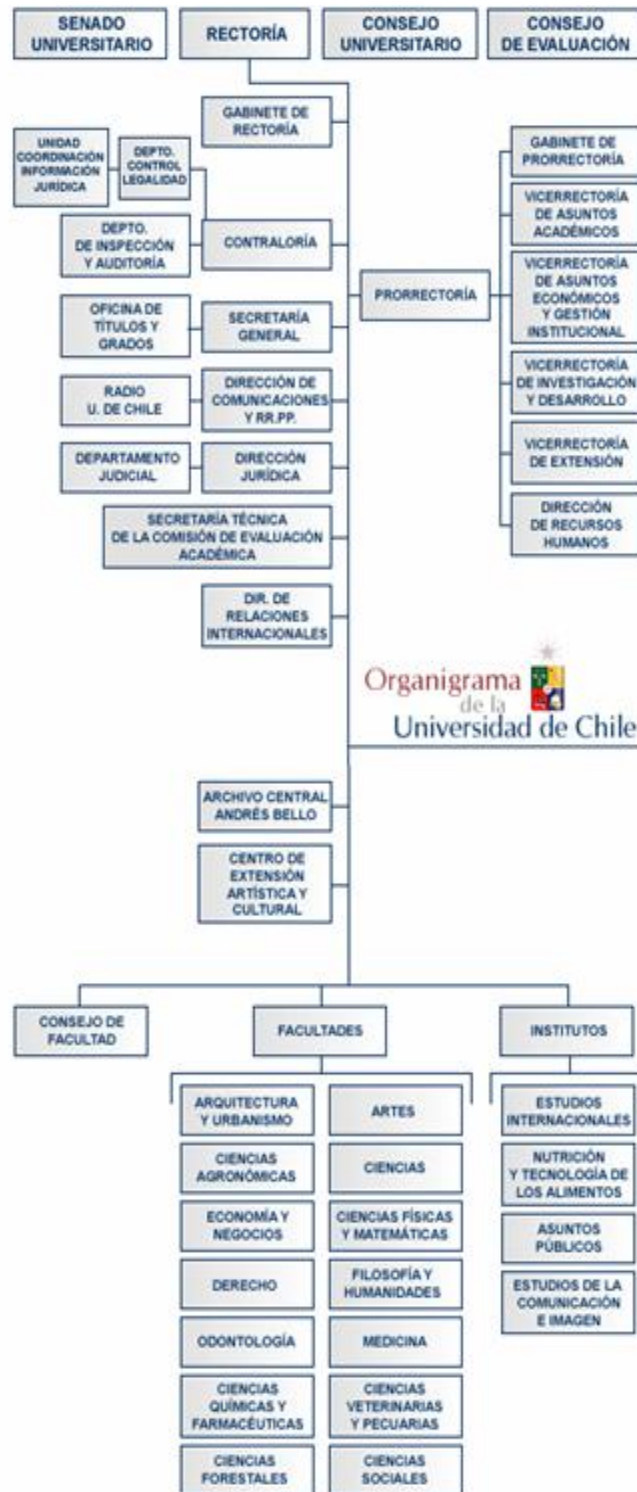 SENADO
UNIVERSITARIO
RECTORÍA
CONSEJO
UNIVERSITARIO
CONSEJO
DE EVALUACIÓN
GABINETE DE
RECTORÍA
UNIDAD
COORDINACIÓN
INFORMACIÓN
JURÍDICA
DEPTO.
CONTROL
LEGALIDAD
DEPTO.
DE INSPECCIÓN
Y AUDITORÍA
CONTRALORÍA
OFICINA DE
TÍTULOS Y
GRADOS
SECRETARÍA
GENERAL
RADIO
U. DE CHILE
DIRECCIÓN DE
COMUNICACIONES
Y RR.PP.
DEPARTAMENTO
JUDICIAL
DIRECCIÓN
JURÍDICA
SECRETARÍA TÉCNICA
DE LA COMISIÓN DE EVALUACIÓN
ACADÉMICA
DIR. DE
RELACIONES
INTERNACIONALES
PRORRECTORÍA
GABINETE DE
PRORRECTORÍA
VICERRECTORÍA
DE ASUNTOS
ACADÉMICOS
VICERRECTORÍA
DE ASUNTOS
ECONÓMICOS
Y GESTIÓN
INSTITUCIONAL
VICERRECTORÍA
DE INVESTIGACIÓN
Y DESARROLLO
VICERRECTORÍA
DE EXTENSIÓN
DIRECCIÓN
DE RECURSOS
HUMANOS
Organigrama
de la
Universidad de Chile
ARCHIVO CENTRAL
ANDRÉS BELLO
CENTRO DE
EXTENSIÓN
ARTÍSTICA Y
CULTURAL
CONSEJO DE
FACULTAD
FACULTADES
INSTITUTOS
ARQUITECTURA
Y URBANISMO
ARTES
CIENCIAS
AGRONÓMICAS
CIENCIAS
ECONOMÍA Y
NEGOCIOS
CIENCIAS FÍSICAS
Y MATEMÁTICAS
DERECHO
FILOSOFÍA Y
HUMANIDADES
ODONTOLOGÍA
MEDICINA
CIENCIAS
QUÍMICAS Y
FARMACÉUTICAS
CIENCIAS
VETERINARIAS
Y PECUARIAS
CIENCIAS
FORESTALES
CIENCIAS
SOCIALES
ESTUDIOS
INTERNACIONALES
NUTRICIÓN
Y TECNOLOGÍA DE
LOS ALIMENTOS
ASUNTOS
PÚBLICOS
ESTUDIOS DE LA
COMUNICACIÓN
E IMAGEN